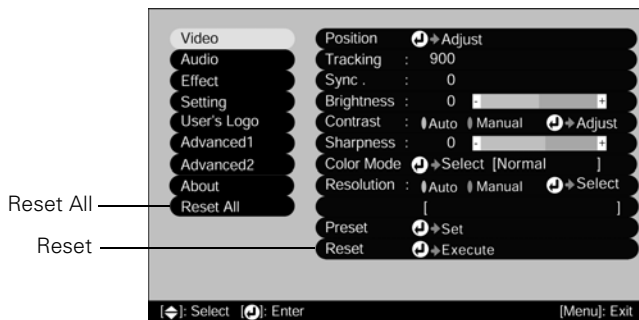 Video
Audio
Effect
Setting
User's Logo
Advanced1
Advanced2
About
Reset All
Position Adjust
Tracking : 900
Sync . : 0
Brightness : 0 - +
Contrast : Auto Manual Adjust
Sharpness : 0 - +
Color Mode Select [Normal ]
Resolution : Auto Manual Select
[ ]
Preset Set
Reset Execute
Reset All
Reset
[ ]: Select [ ]: Enter [Menu]: Exit